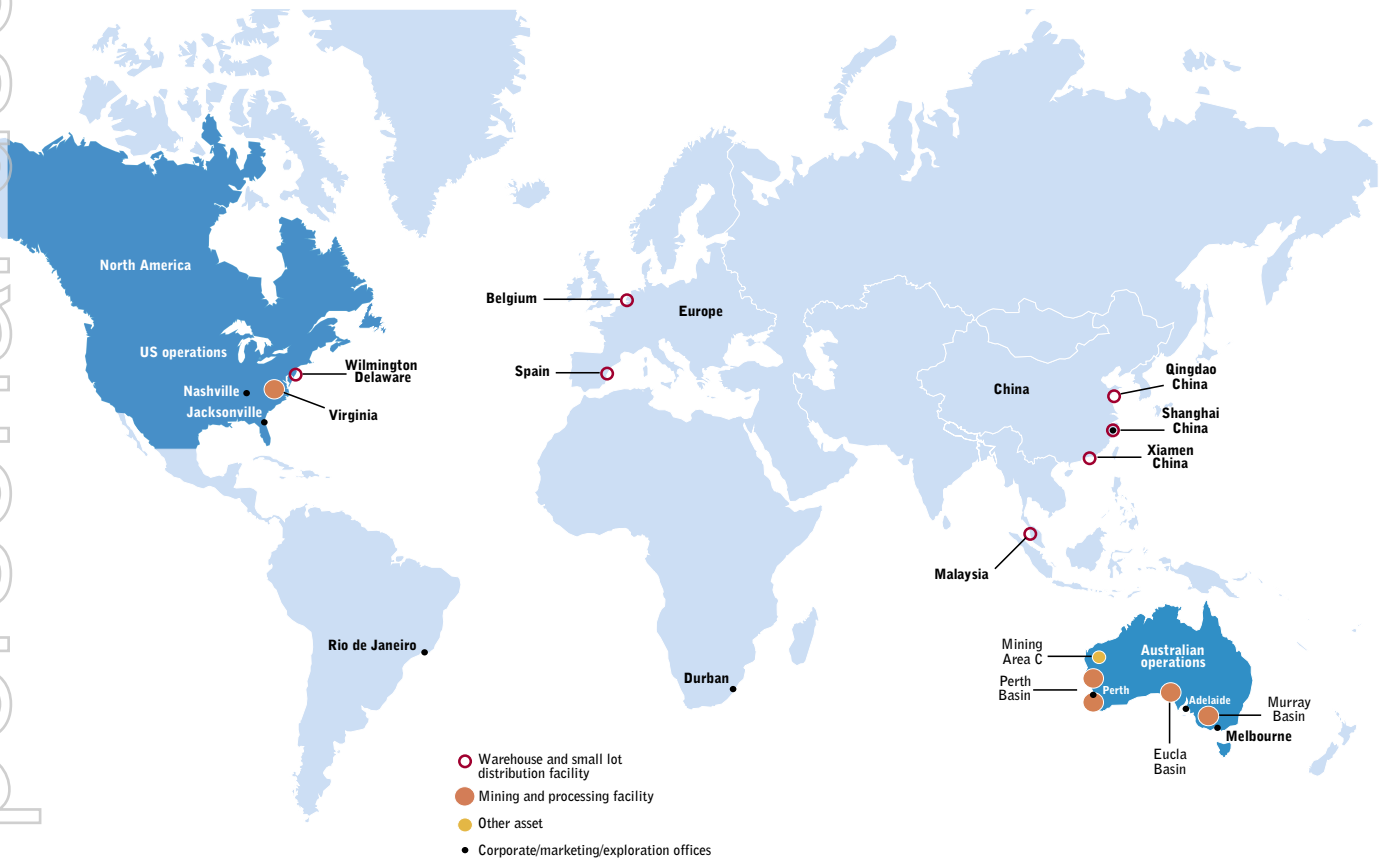 North America
US operations
Nashville
Jacksonville
Wilmington
Delaware
Virginia
Belgium
Spain
Europe
China
Qingdao
China
Shanghai
China
Xiamen
China
Malaysia
Rio de Janeiro
Durban
Mining
Area C
Perth
Basin
Perth
Australian
operations
Adelaide
Murray
Basin
Melbourne
Eucla
Basin
Warehouse and small lot
distribution facility
Mining and processing facility
Other asset
Corporate/marketing/exploration offices